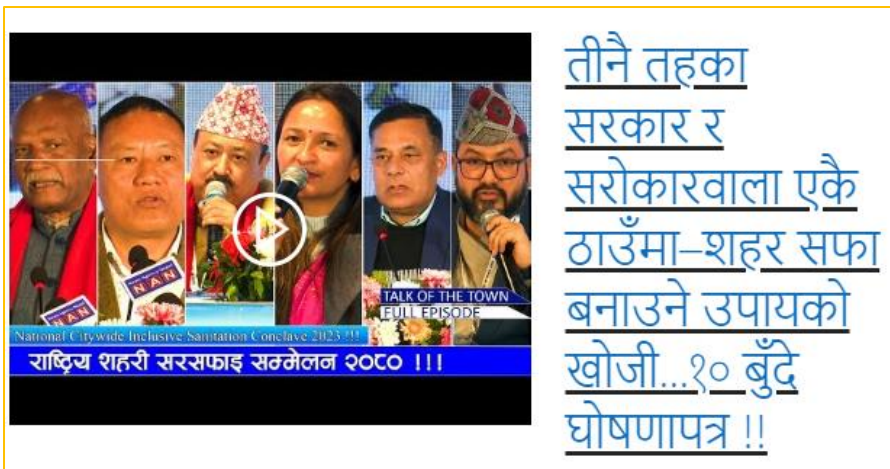 NAN
NAN
TALK OF THE TOWN
FULL EPISODE
National Citywide Inclusive Sanitation Conclave 2023 !!!
राष्ट्रिय शहरी सरसफाइ सम्मेलन २०८० !!!
तीनै तहका
सरकार र
सरोकारवाला एकै
ठाउँमा–शहर सफा
बनाउने उपायको
खोजी...१० बुँदे
घोषणापत्र !!